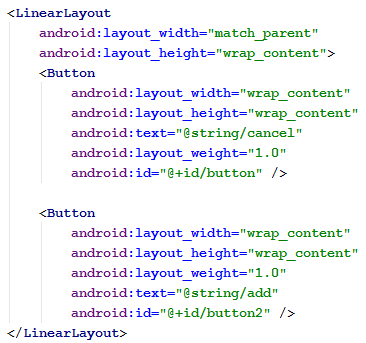 <LinearLayout
    android:layout_width="match_parent"
    android:layout_height="wrap_content">
    <Button
        android:layout_width="wrap_content"
        android:layout_height="wrap_content"
        android:text="@string/cancel"
        android:layout_weight="1.0"
        android:id="@+id/button" />

    <Button
        android:layout_width="wrap_content"
        android:layout_height="wrap_content"
        android:layout_weight="1.0"
        android:text="@string/add"
        android:id="@+id/button2" />
</LinearLayout>